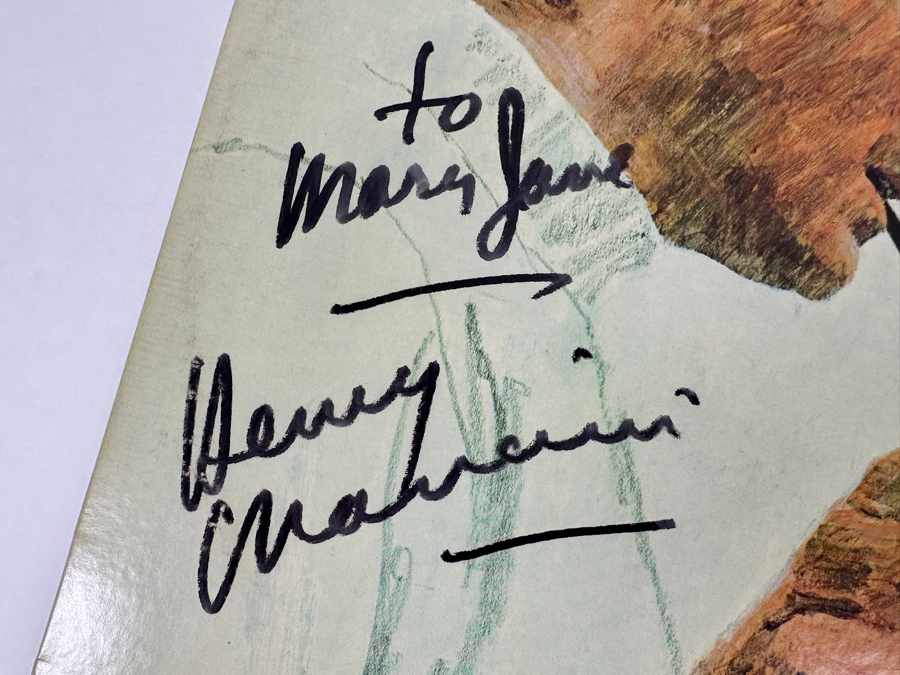 to
Mary Jane
Henry
Mancini